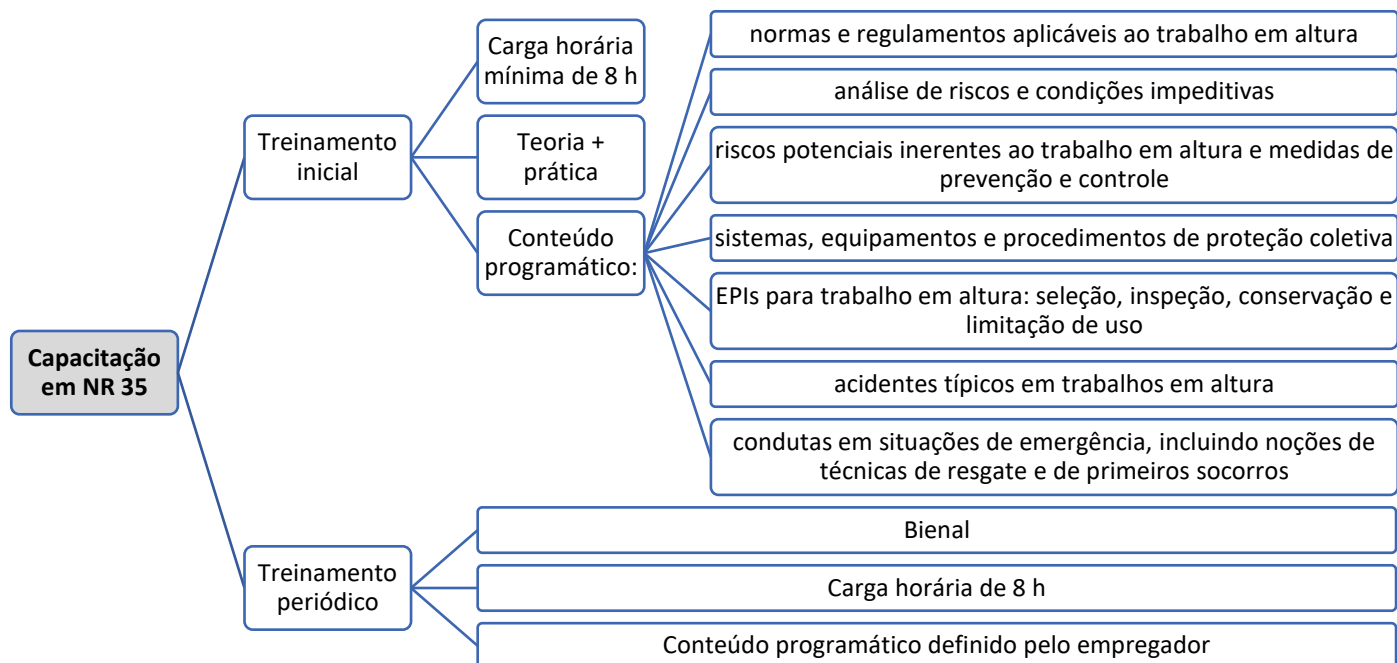 Capacitação
em NR 35
Treinamento
inicial
Carga horária
mínima de 8 h
Teoria +
prática
Conteúdo
programático:
normas e regulamentos aplicáveis ao trabalho em altura
análise de riscos e condições impeditivas
riscos potenciais inerentes ao trabalho em altura e medidas de
prevenção e controle
sistemas, equipamentos e procedimentos de proteção coletiva
EPIs para trabalho em altura: seleção, inspeção, conservação e
limitação de uso
acidentes típicos em trabalhos em altura
condutas em situações de emergência, incluindo noções de
técnicas de resgate e de primeiros socorros
Treinamento
periódico
Bienal
Carga horária de 8 h
Conteúdo programático definido pelo empregador